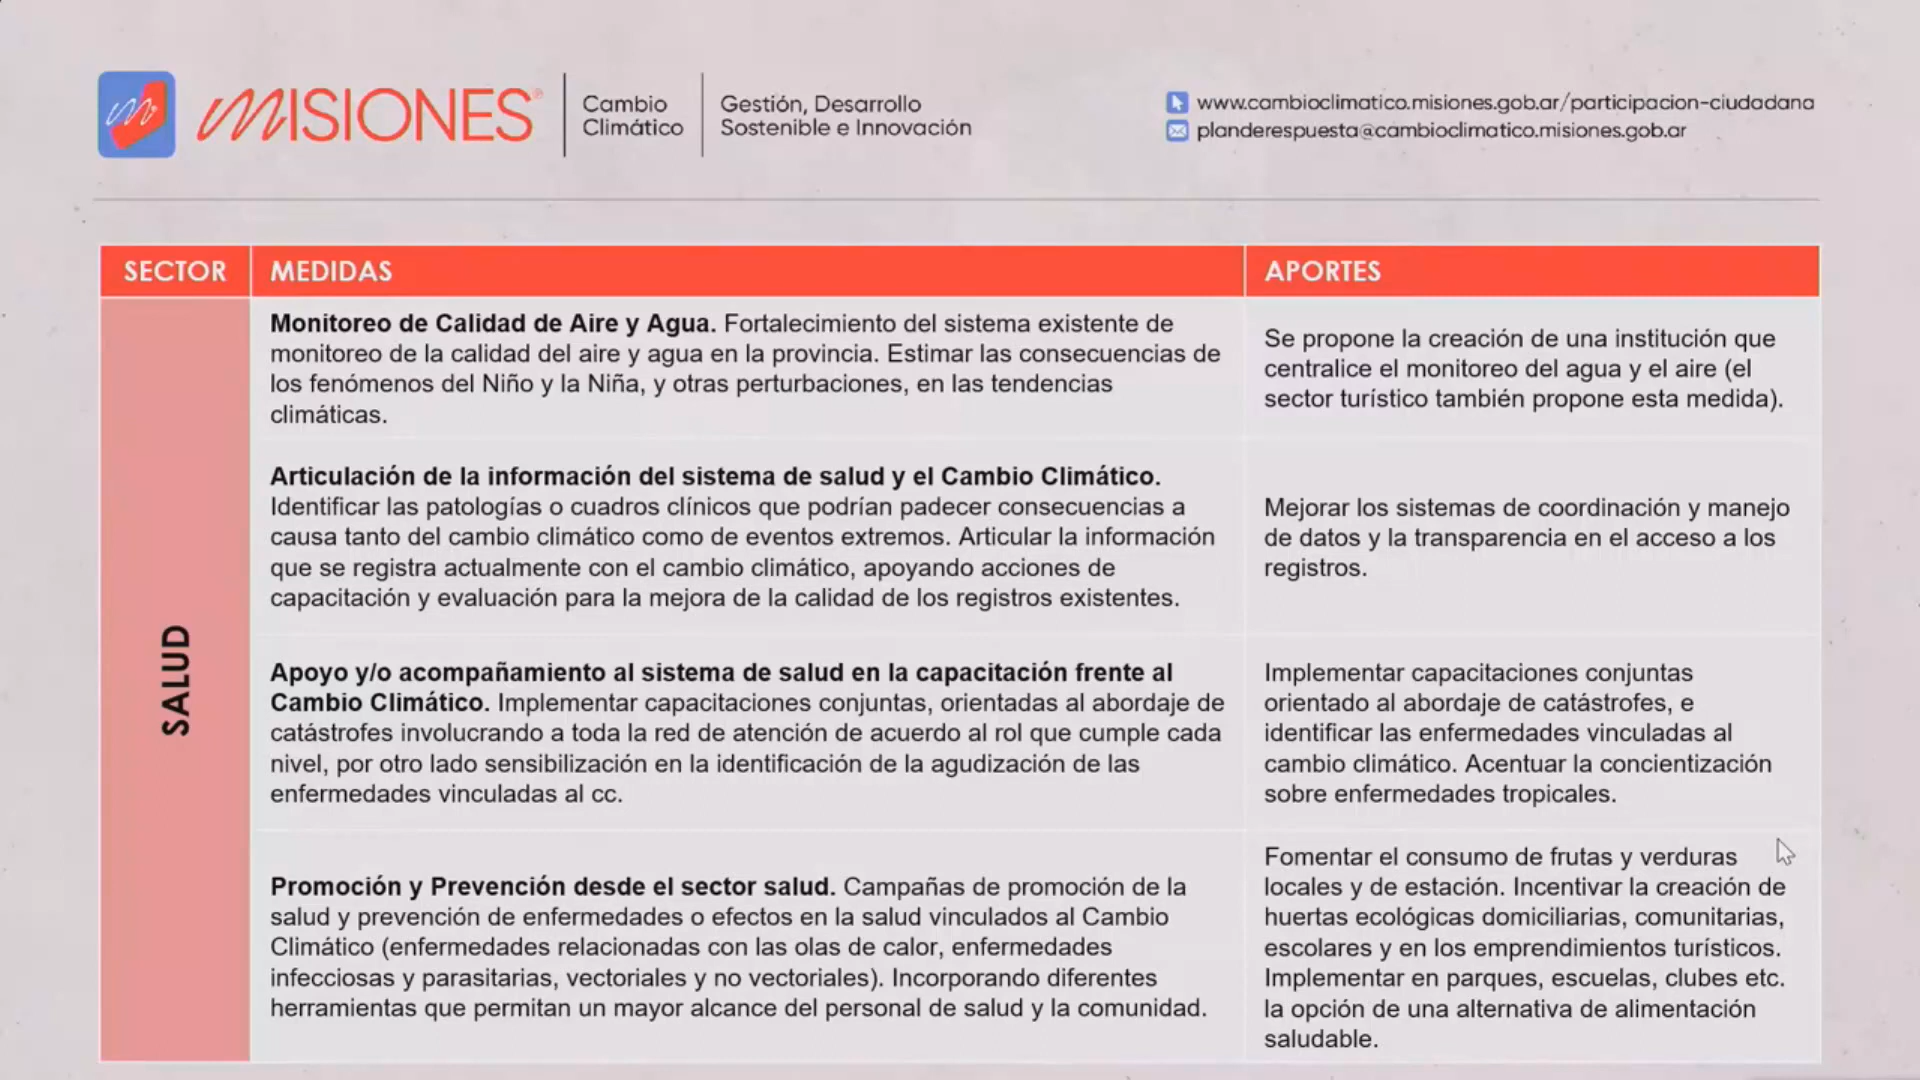 MISIONES®
Cambio
Climático
Gestión, Desarrollo
Sostenible e Innovación
www.cambioclimatico.misiones.gob.ar/participacion-ciudadana
planderespuesta@cambioclimatico.misiones.gob.ar
SECTOR
MEDIDAS
APORTES
SALUD
Monitoreo de Calidad de Aire y Agua. Fortalecimiento del sistema existente de
monitoreo de la calidad del aire y agua en la provincia. Estimar las consecuencias de
los fenómenos del Niño y la Niña, y otras perturbaciones, en las tendencias
climáticas.
Se propone la creación de una institución que
centralice el monitoreo del agua y el aire (el
sector turístico también propone esta medida).
Articulación de la información del sistema de salud y el Cambio Climático.
Identificar las patologías o cuadros clínicos que podrían padecer consecuencias a
causa tanto del cambio climático como de eventos extremos. Articular la información
que se registra actualmente con el cambio climático, apoyando acciones de
capacitación y evaluación para la mejora de la calidad de los registros existentes.
Mejorar los sistemas de coordinación y manejo
de datos y la transparencia en el acceso a los
registros.
Apoyo y/o acompañamiento al sistema de salud en la capacitación frente al
Cambio Climático. Implementar capacitaciones conjuntas, orientadas al abordaje de
catástrofes involucrando a toda la red de atención de acuerdo al rol que cumple cada
nivel, por otro lado sensibilización en la identificación de la agudización de las
enfermedades vinculadas al cc.
Implementar capacitaciones conjuntas
orientado al abordaje de catástrofes, e
identificar las enfermedades vinculadas al
cambio climático. Acentuar la concientización
sobre enfermedades tropicales.
Promoción y Prevención desde el sector salud. Campañas de promoción de la
salud y prevención de enfermedades o efectos en la salud vinculados al Cambio
Climático (enfermedades relacionadas con las olas de calor, enfermedades
infecciosas y parasitarias, vectoriales y no vectoriales). Incorporando diferentes
herramientas que permitan un mayor alcance del personal de salud y la comunidad.
Fomentar el consumo de frutas y verduras
locales y de estación. Incentivar la creación de
huertas ecológicas domiciliarias, comunitarias,
escolares y en los emprendimientos turísticos.
Implementar en parques, escuelas, clubes etc.
la opción de una alternativa de alimentación
saludable.